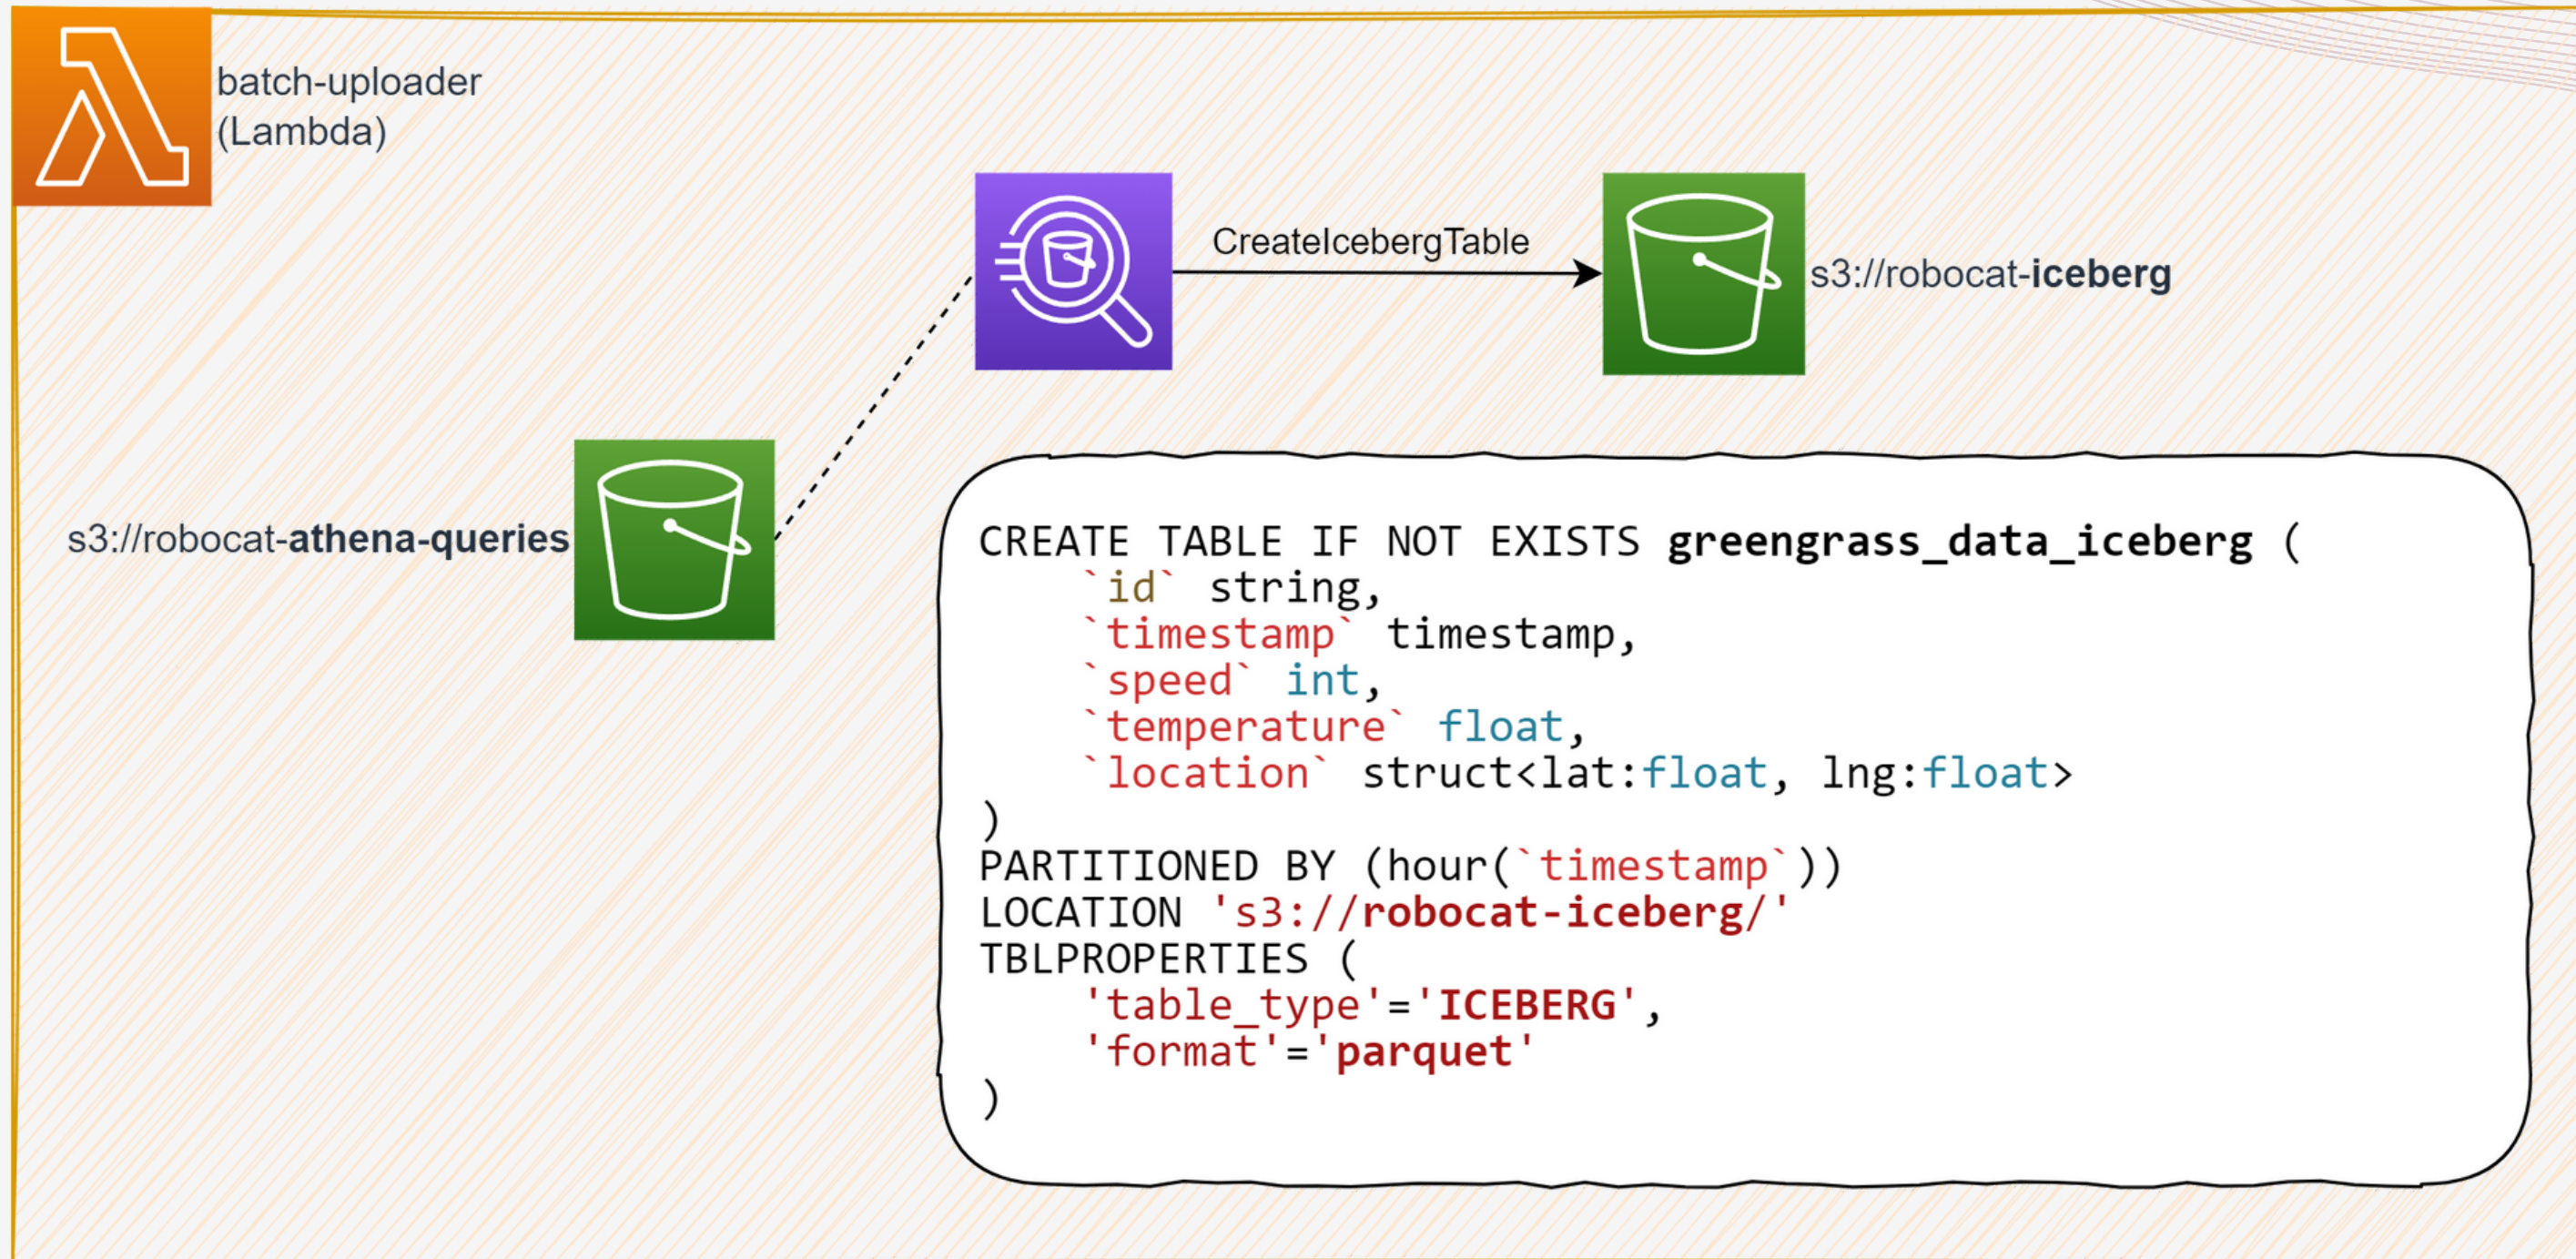 batch-uploader
(Lambda)
CreateIcebergTable
s3://robocat-iceberg
s3://robocat-athena-queries
CREATE TABLE IF NOT EXISTS greengrass_data_iceberg (
`id` string,
`timestamp` timestamp,
`speed` int,
`temperature` float,
`location` struct<lat:float, lng:float>
)
PARTITIONED BY (hour(`timestamp`))
LOCATION 's3://robocat-iceberg/'
TBLPROPERTIES (
'table_type'='ICEBERG',
'format'='parquet'
)